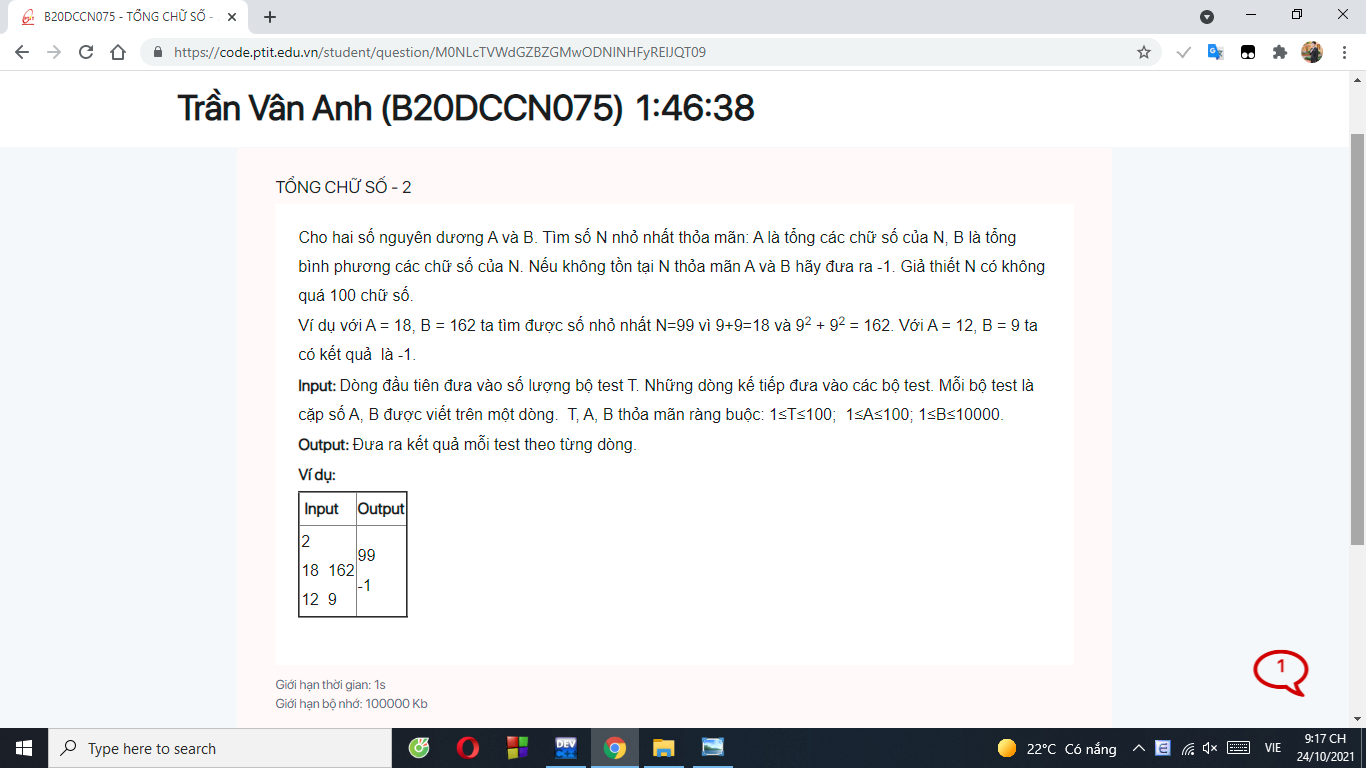 B20DCCN075 - TỔNG CHỮ SỐ -
https://code.ptit.edu.vn/student/question/M0NLcTVWdGZBZGMwODNINHFyREIJQT09
Trần Vân Anh (B20DCCN075) 1:46:38
TỔNG CHỮ SỐ - 2
Cho hai số nguyên dương A và B. Tìm số N nhỏ nhất thỏa mãn: A là tổng các chữ số của N, B là tổng
bình phương các chữ số của N. Nếu không tồn tại N thỏa mãn A và B hãy đưa ra -1. Giả thiết N có không
quá 100 chữ số.
Ví dụ với A = 18, B = 162 ta tìm được số nhỏ nhất N=99 vì 9+9=18 và 9² + 9² = 162. Với A = 12, B = 9 ta
có kết quả là -1.
Input: Dòng đầu tiên đưa vào số lượng bộ test T. Những dòng kế tiếp đưa vào các bộ test. Mỗi bộ test là
cặp số A, B được viết trên một dòng. T, A, B thỏa mãn ràng buộc: 1≤T≤100; 1≤A≤100; 1≤B≤10000.
Output: Đưa ra kết quả mỗi test theo từng dòng.
Ví dụ:
Input Output
2
18 162
12 9
99
-1
Giới hạn thời gian: 1s
Giới hạn bộ nhớ: 100000 Kb
1
Type here to search
DEV
22°C Có nắng
VIE
9:17 CH
24/10/2021